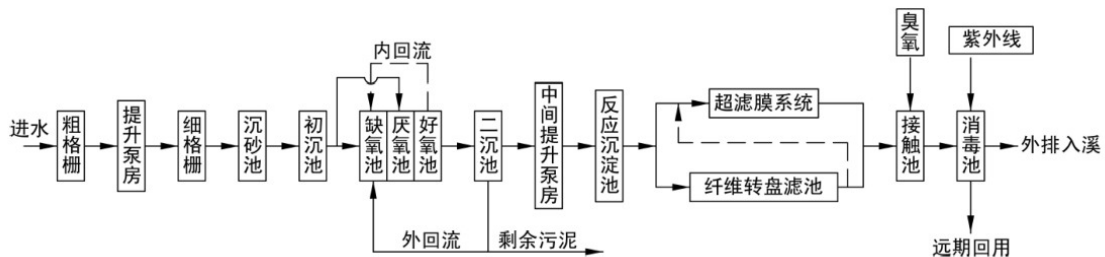 进水
粗格栅
提升泵房
细格栅
沉砂池
初沉池
内回流
缺氧池
厌氧池
好氧池
二沉池
外回流
剩余污泥
中间提升泵房
反应沉淀池
超滤膜系统
纤维转盘滤池
臭氧
接触池
紫外线
消毒池
外排入溪
远期回用